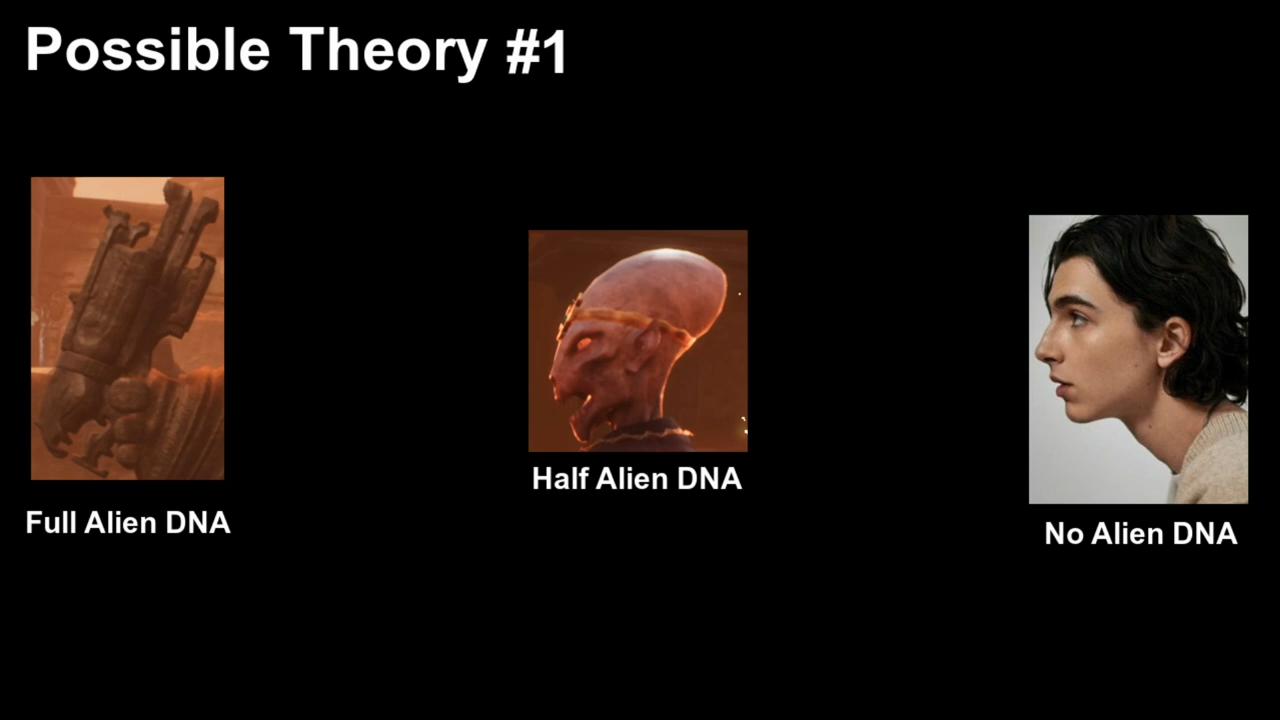 Possible Theory #1
Full Alien DNA
Half Alien DNA
No Alien DNA